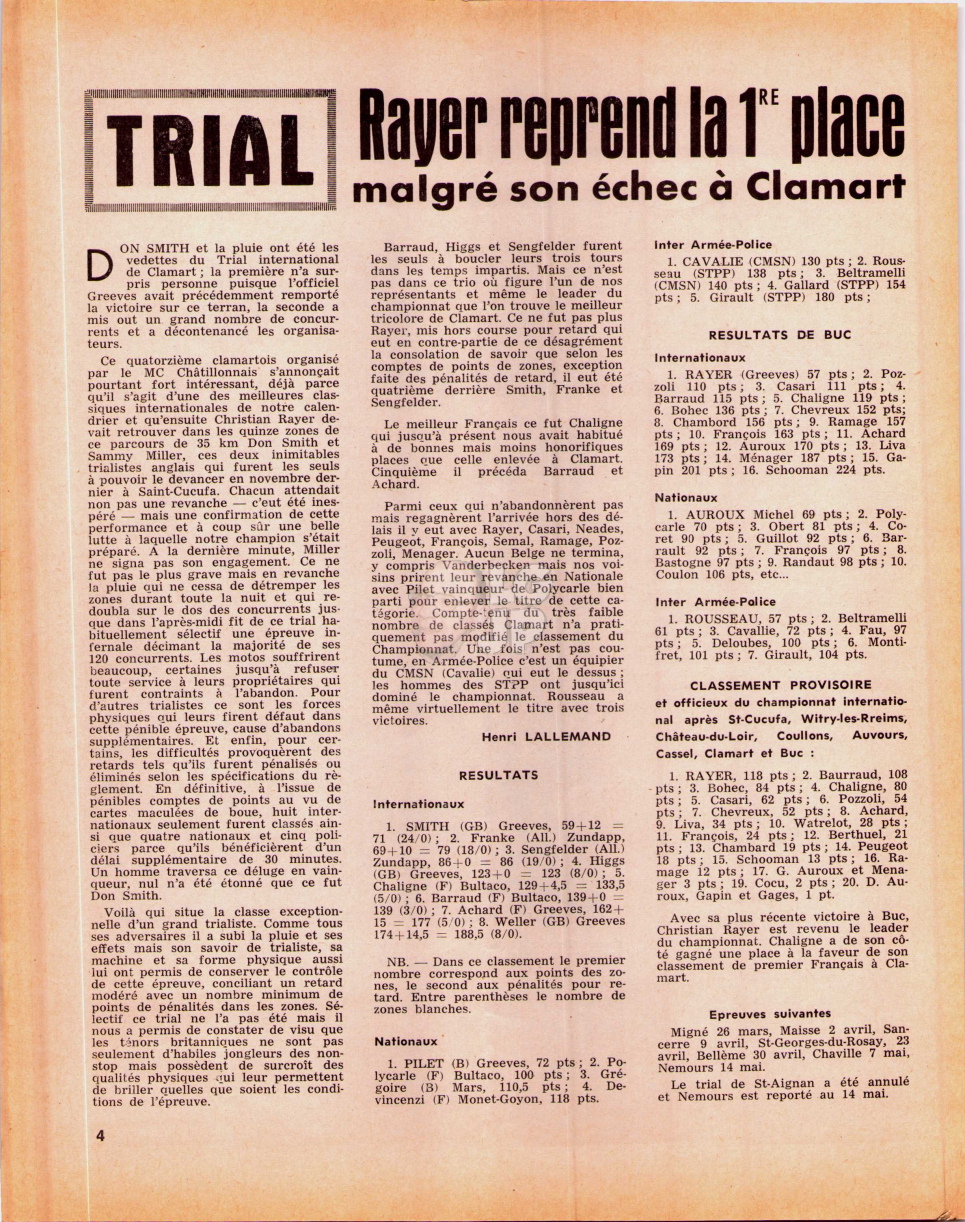 TRIAL
Rayer reprend la 1RE place
malgré son échec à Clamart
DON SMITH et la pluie ont été les
vedettes du Trial international
de Clamart ; la première n'a sur-
pris personne puisque l'officiel
Greeves avait précédemment remporté
la victoire sur ce terran, la seconde a
mis out un grand nombre de concur-
rents et a décontenancé les organisa-
teurs.
Ce quatorzième clamartois organisé
par le MC Châtillonnais s'annonçait
pourtant fort intéressant, déjà parce
qu'il s'agit d'une des meilleures clas-
siques internationales de notre calen-
drier et qu'ensuite Christian Rayer de-
vait retrouver dans les quinze zones de
ce parcours de 35 km Don Smith et
Sammy Miller, ces deux inimitables
trialistes anglais qui furent les seuls
à pouvoir le devancer en novembre der-
nier à Saint-Cucufa. Chacun attendait
non pas une revanche — c'eut été ines-
péré — mais une confirmation de cette
performance et à coup sûr une belle
lutte à laquelle notre champion s'était
préparé. A la dernière minute, Miller
ne signa pas son engagement. Ce ne
fut pas le plus grave mais en revanche
la pluie qui ne cessa de détremper les
zones durant toute la nuit et qui re-
doubla sur le dos des concurrents jus-
que dans l'après-midi fit de ce trial ha-
bituellement sélectif une épreuve in-
fernale décimant la majorité de ses
120 concurrents. Les motos souffrirent
beaucoup, certaines jusqu'à refuser
toute service à leurs propriétaires qui
furent contraints à l'abandon. Pour
d'autres trialistes ce sont les forces
physiques qui leurs firent défaut dans
cette pénible épreuve, cause d'abandons
supplémentaires. Et enfin, pour cer-
tains, les difficultés provoquèrent des
retards tels qu'ils furent pénalisés ou
éliminés selon les spécifications du rè-
glement. En définitive, à l'issue de
pénibles comptes de points au vu de
cartes maculées de boue, huit inter-
nationaux seulement furent classés ain-
si que quatre nationaux et cinq poli-
ciers parce qu'ils bénéficièrent d'un
délai supplémentaire de 30 minutes.
Un homme traversa ce déluge en vain-
queur, nul n'a été étonné que ce fut
Don Smith.
Voilà qui situe la classe exception-
nelle d'un grand trialiste. Comme tous
ses adversaires il a subi la pluie et ses
effets mais son savoir de trialiste, sa
machine et sa forme physique aussi
lui ont permis de conserver le contrôle
de cette épreuve, conciliant un retard
modéré avec un nombre minimum de
points de pénalités dans les zones. Sé-
lectif ce trial ne l'a pas été mais il
nous a permis de constater de visu que
les ténors britanniques ne sont pas
seulement d'habiles jongleurs des non-
stop mais possèdent de surcroît des
qualités physiques qui leur permettent
de briller quelles que soient les condi-
tions de l'épreuve.
Barraud, Higgs et Sengfelder furent
les seuls à boucler leurs trois tours
dans les temps impartis. Mais ce n'est
pas dans ce trio où figure l'un de nos
représentants et même le leader du
championnat que l'on trouve le meilleur
tricolore de Clamart. Ce ne fut pas plus
Rayer, mis hors course pour retard qui
eut en contre-partie de ce désagrément
la consolation de savoir que selon les
comptes de points de zones, exception
faite des pénalités de retard, il eut été
quatrième derrière Smith, Franke et
Sengfelder.
Le meilleur Français ce fut Chaligne
qui jusqu'à présent nous avait habitué
à de bonnes mais moins honorifiques
places que celle enlevée à Clamart.
Cinquième il précéda Barraud et
Achard.
Parmi ceux qui n'abandonnèrent pas
mais regagnèrent l'arrivée hors des dé-
lais il y eut avec Rayer, Casari, Neades,
Peugeot, François, Semal, Ramage, Poz-
zoli, Menager. Aucun Belge ne termina,
y compris Vanderbecken mais nos voi-
sins prirent leur revanche en Nationale
avec Pilet vainqueur de Polycarle bien
parti pour enlever le titre de cette ca-
tégorie. Compte-tenu du très faible
nombre de classés Clamart n'a prati-
quement pas modifié le classement du
Championnat. Une fois n'est pas cou-
tume, en Armée-Police c'est un équipier
du CMSN (Cavalie) qui eut le dessus ;
les hommes des STPP ont jusqu'ici
dominé le championnat. Rousseau a
même virtuellement le titre avec trois
victoires.
Henri LALLEMAND
RESULTATS
Internationaux
1. SMITH (GB) Greeves, 59+12 =
71 (24/0) ; 2. Franke (All.) Zundapp,
69+10 = 79 (18/0) ; 3. Sengfelder (All.)
Zundapp, 86+0 = 86 (19/0) ; 4. Higgs
(GB) Greeves, 123+0 = 123 (8/0) ; 5.
Chaligne (F) Bultaco, 129+4,5 = 133,5
(5/0) ; 6. Barraud (F) Bultaco, 139+0 =
139 (3/0) ; 7. Achard (F) Greeves, 162+
15 = 177 (5/0) ; 8. Weller (GB) Greeves
174+14,5 = 188,5 (8/0).
NB. — Dans ce classement le premier
nombre correspond aux points des zo-
nes, le second aux pénalités pour re-
tard. Entre parenthèses le nombre de
zones blanches.
Nationaux
1. PILET (B) Greeves, 72 pts ; 2. Po-
lycarle (F) Bultaco, 100 pts ; 3. Gré-
goire (B) Mars, 110,5 pts ; 4. De-
vincenzi (F) Monet-Goyon, 118 pts.
Inter Armée-Police
1. CAVALIE (CMSN) 130 pts ; 2. Rous-
seau (STPP) 138 pts ; 3. Beltramelli
(CMSN) 140 pts ; 4. Gallard (STPP) 154
pts ; 5. Girault (STPP) 180 pts ;
RESULTATS DE BUC
Internationaux
1. RAYER (Greeves) 57 pts ; 2. Poz-
zoli 110 pts ; 3. Casari 111 pts ; 4.
Barraud 115 pts ; 5. Chaligne 119 pts ;
6. Bohec 136 pts ; 7. Chevreux 152 pts;
8. Chambord 156 pts ; 9. Ramage 157
pts ; 10. François 163 pts ; 11. Achard
169 pts ; 12. Auroux 170 pts ; 13. Liva
173 pts ; 14. Ménager 187 pts ; 15. Ga-
pin 201 pts ; 16. Schooman 224 pts.
Nationaux
1. AUROUX Michel 69 pts ; 2. Poly-
carle 70 pts ; 3. Obert 81 pts ; 4. Co-
ret 90 pts ; 5. Guillot 92 pts ; 6. Bar-
rault 92 pts ; 7. François 97 pts ; 8.
Bastogne 97 pts ; 9. Randaut 98 pts ; 10.
Coulon 106 pts, etc...
Inter Armée-Police
1. ROUSSEAU, 57 pts ; 2. Beltramelli
61 pts ; 3. Cavallie, 72 pts ; 4. Fau, 97
pts ; 5. Deloubes, 100 pts ; 6. Monti-
fret, 101 pts ; 7. Girault, 104 pts.
CLASSEMENT PROVISOIRE
et officieux du championnat internatio-
nal après St-Cucufa, Witry-les-Rreims,
Château-du-Loir, Coullons, Auvours,
Cassel, Clamart et Buc :
1. RAYER, 118 pts ; 2. Baurraud, 108
pts ; 3. Bohec, 84 pts ; 4. Chaligne, 80
pts ; 5. Casari, 62 pts ; 6. Pozzoli, 54
pts ; 7. Chevreux, 52 pts ; 8. Achard,
9. Liva, 34 pts ; 10. Watrelot, 28 pts ;
11. François, 24 pts ; 12. Berthuel, 21
pts ; 13. Chambard 19 pts ; 14. Peugeot
18 pts ; 15. Schooman 13 pts ; 16. Ra-
mage 12 pts ; 17. G. Auroux et Mena-
ger 3 pts ; 19. Cocu, 2 pts ; 20. D. Au-
roux, Gapin et Gages, 1 pt.
Avec sa plus récente victoire à Buc,
Christian Rayer est revenu le leader
du championnat. Chaligne a de son cô-
té gagné une place à la faveur de son
classement de premier Français à Cla-
mart.
Epreuves suivantes
Migné 26 mars, Maisse 2 avril, San-
cerre 9 avril, St-Georges-du-Rosay, 23
avril, Bellème 30 avril, Chaville 7 mai,
Nemours 14 mai.
Le trial de St-Aignan a été annulé
et Nemours est reporté au 14 mai.
4